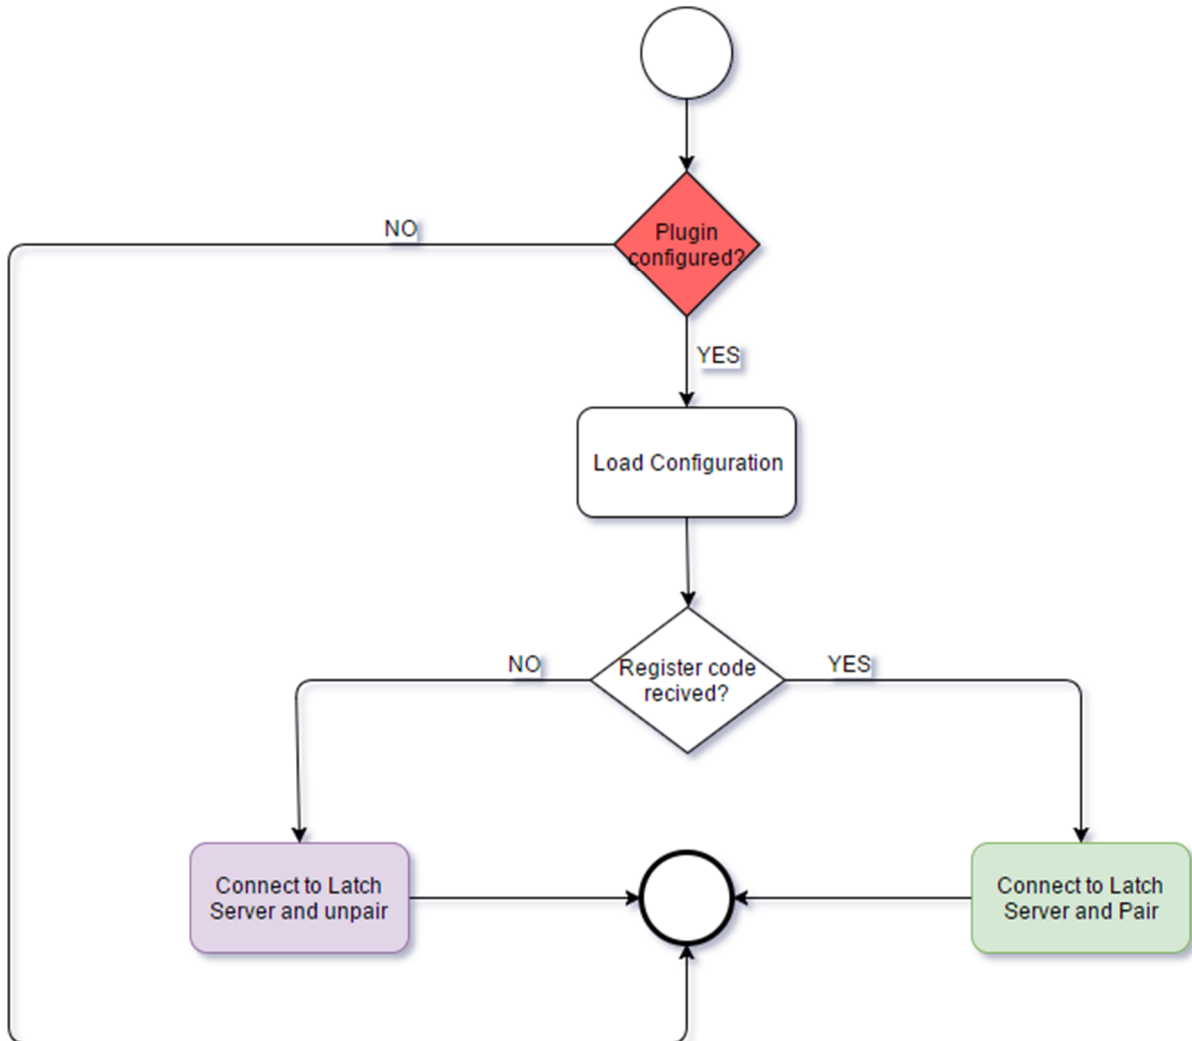 Plugin
configured?
NO
YES
Load Configuration
Register code
recived?
NO
YES
Connect to Latch
Server and unpair
Connect to Latch
Server and Pair